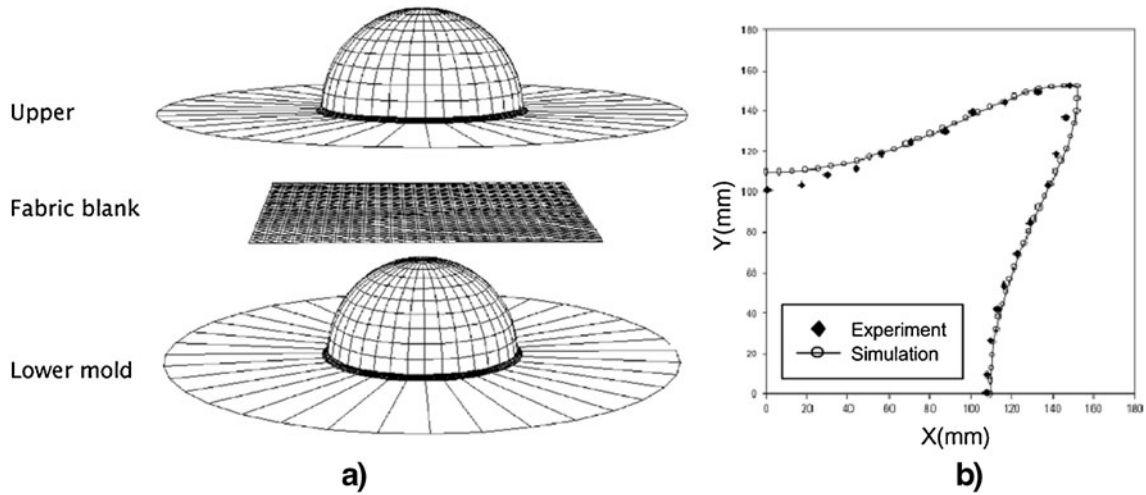 Upper
Fabric blank
Lower mold
a)
Y(mm)
180
160
140
120
100
80
60
40
20
0
Experiment
Simulation
0 20 40 60 80 100 120 140 160 180
X(mm)
b)